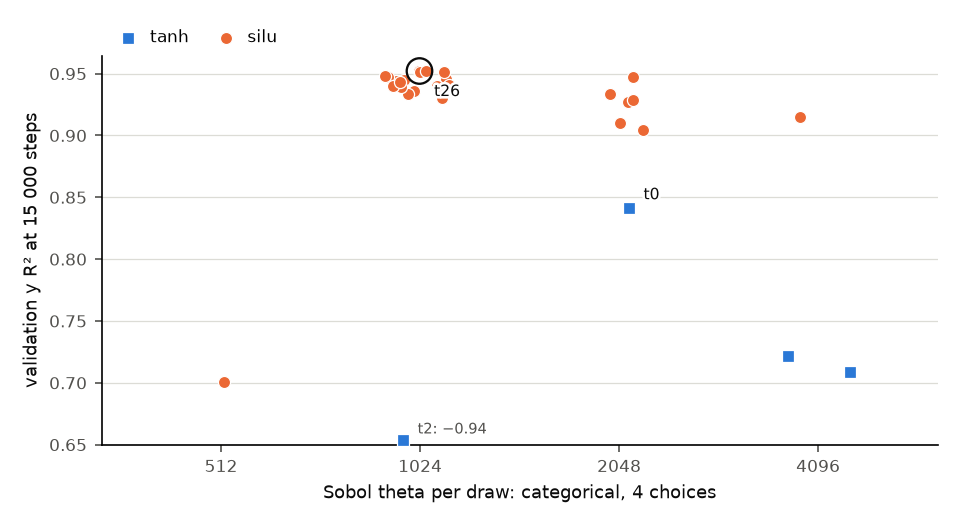 tanh silu
validation y R² at 15 000 steps
0.95
0.90
0.85
0.80
0.75
0.70
0.65
t26
t0
t2: −0.94
512 1024 2048 4096
Sobol theta per draw: categorical, 4 choices